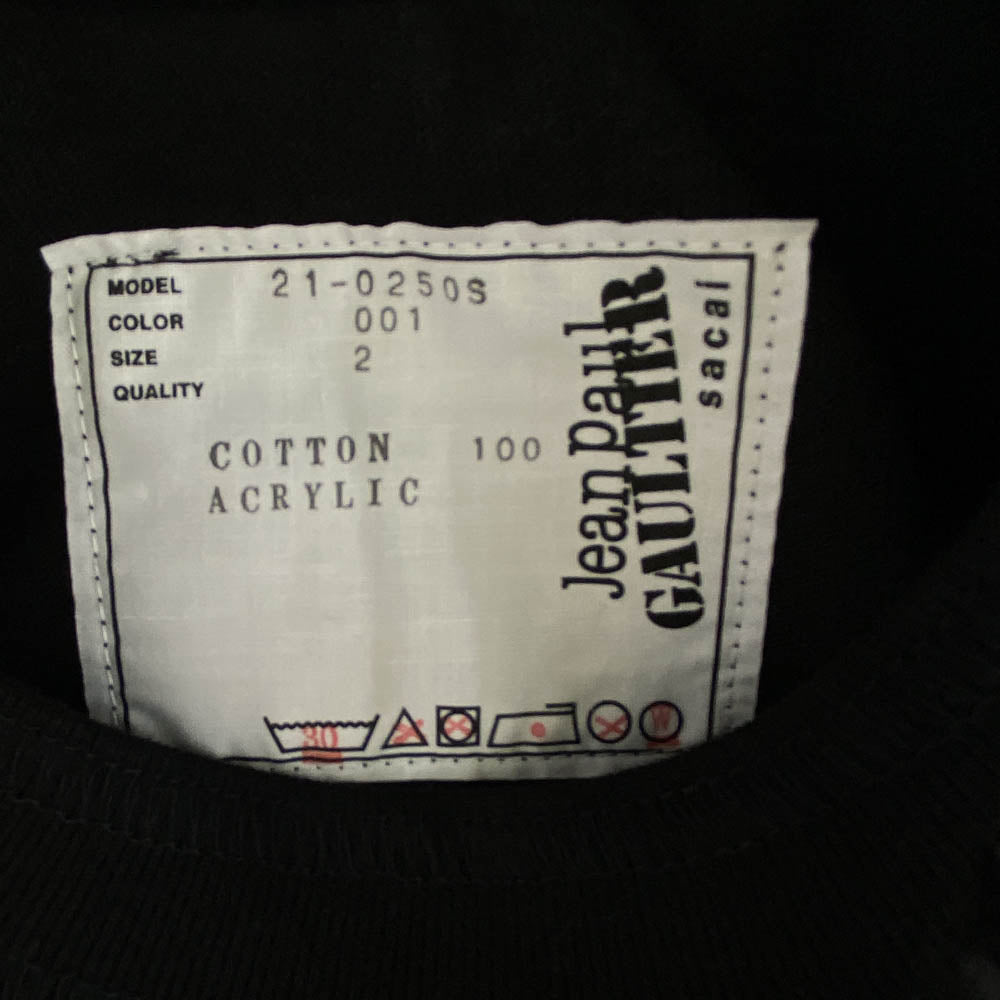 MODEL 21-0250S
COLOR 001
SIZE 2
QUALITY
COTTON 100
ACRYLIC
Jean Paul
GAULTIER
sacai
30
W